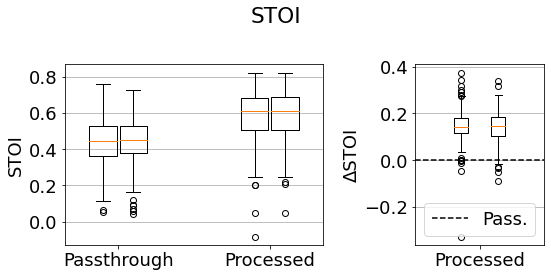 STOI
STOI
0.8
0.6
0.4
0.2
0.0
Passthrough
Processed
ΔSTOI
0.4
0.2
0.0
−0.2
Pass.
Processed